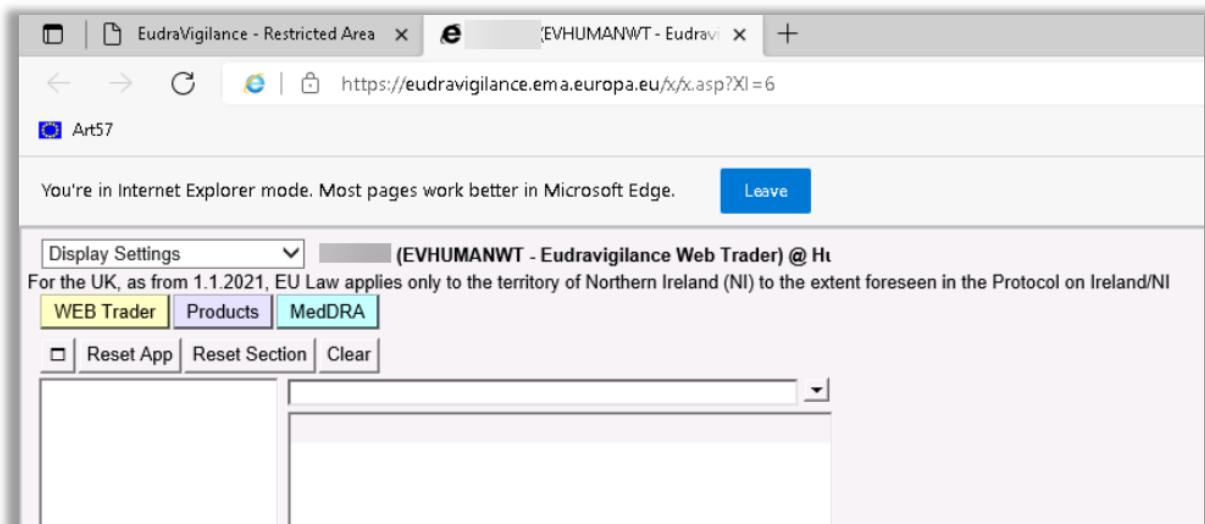 EudraVigilance - Restricted Area
(EVHUMANWT - Eudravi
https://eudravigilance.ema.europa.eu/x/x.asp?XI=6
Art57
You're in Internet Explorer mode. Most pages work better in Microsoft Edge. Leave
Display Settings (EVHUMANWT - Eudravigilance Web Trader) @ Hu
For the UK, as from 1.1.2021, EU Law applies only to the territory of Northern Ireland (NI) to the extent foreseen in the Protocol on Ireland/NI
WEB Trader Products MedDRA
Reset App Reset Section Clear